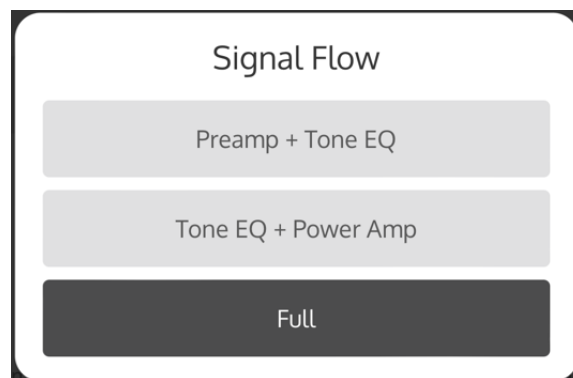 Signal Flow
Preamp + Tone EQ
Tone EQ + Power Amp
Full